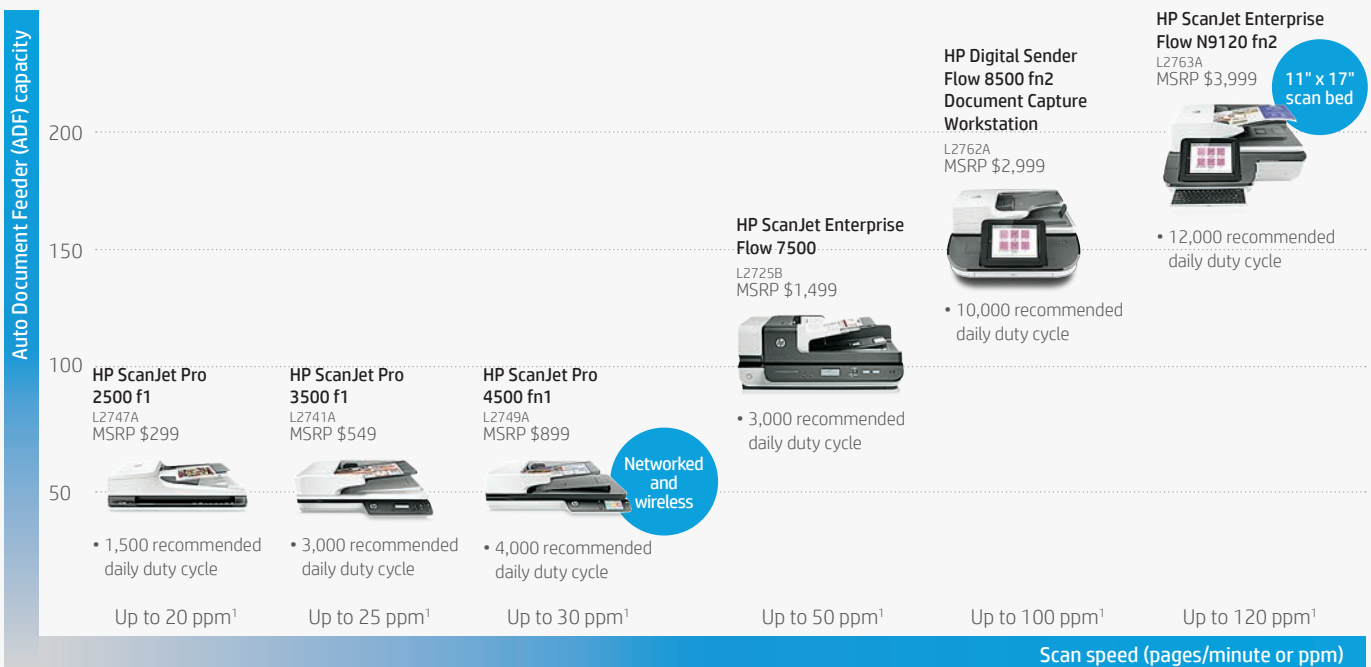 Auto Document Feeder (ADF) capacity
200
150
100
50
HP ScanJet Pro
2500 f1
L2747A
MSRP $299
• 1,500 recommended
daily duty cycle
Up to 20 ppm1
HP ScanJet Pro
3500 f1
L2741A
MSRP $549
• 3,000 recommended
daily duty cycle
Up to 25 ppm1
HP ScanJet Pro
4500 fn1
L2749A
MSRP $899
Networked
and
wireless
• 4,000 recommended
daily duty cycle
Up to 30 ppm1
HP ScanJet Enterprise
Flow 7500
L2725B
MSRP $1,499
• 3,000 recommended
daily duty cycle
Up to 50 ppm1
HP Digital Sender
Flow 8500 fn2
Document Capture
Workstation
L2762A
MSRP $2,999
• 10,000 recommended
daily duty cycle
Up to 100 ppm1
HP ScanJet Enterprise
Flow N9120 fn2
L2763A
MSRP $3,999
11" x 17"
scan bed
• 12,000 recommended
daily duty cycle
Up to 120 ppm1
Scan speed (pages/minute or ppm)